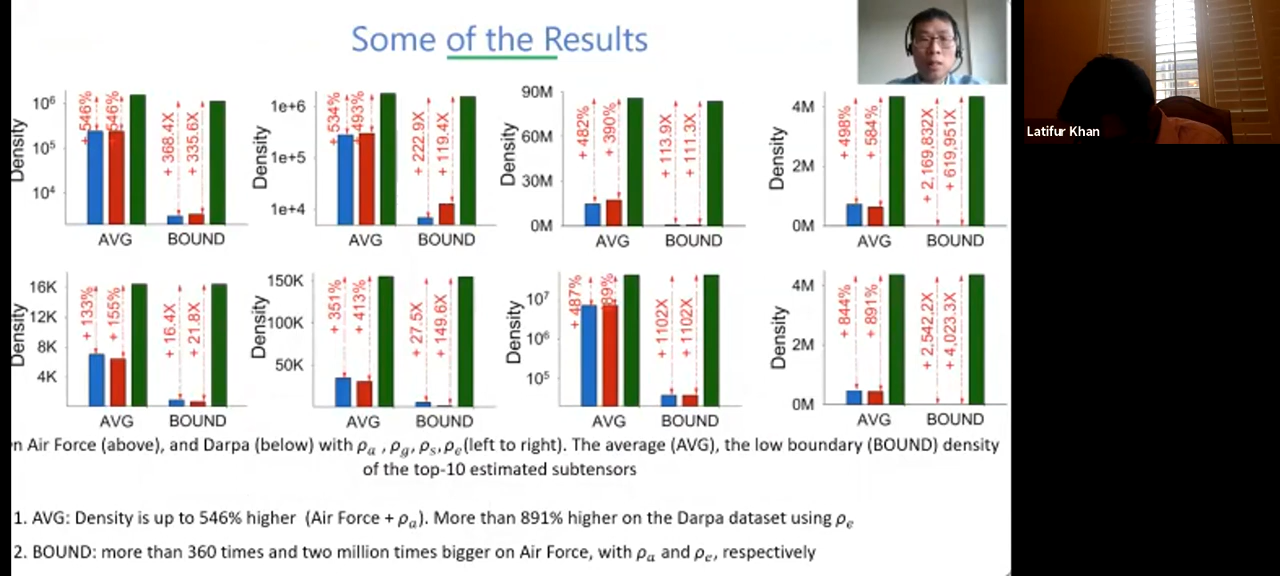 Some of the Results
Latifur Khan
Density
10⁶
10⁵
10⁴
+ 546%
546%
+ 368.4X
+ 335.6X
AVG
BOUND
Density
1e+6
1e+5
1e+4
+ 534%
493%
+ 222.9X
+ 119.4X
AVG
BOUND
Density
90M
60M
30M
0M
+ 482%
+ 390%
+ 113.9X
+ 111.3X
AVG
BOUND
Density
4M
2M
0M
+ 498%
+ 584%
+ 2,169,832X
+ 619,951X
AVG
BOUND
Density
16K
12K
8K
4K
+ 133%
+ 155%
+ 16.4X
+ 21.8X
AVG
BOUND
Density
150K
100K
50K
+ 351%
+ 413%
+ 27.5X
+ 149.6X
AVG
BOUND
Density
10⁷
10⁶
10⁵
+ 487%
+ 1102X
+ 1102X
AVG
BOUND
Density
4M
2M
0M
+ 844%
+ 891%
+ 2,542.2X
+ 4,023.3X
AVG
BOUND
n Air Force (above), and Darpa (below) with ρₐ , ρg, ρₛ, ρₑ(left to right). The average (AVG), the low boundary (BOUND) density
of the top-10 estimated subtensors
1. AVG: Density is up to 546% higher (Air Force + ρₐ). More than 891% higher on the Darpa dataset using ρₑ
2. BOUND: more than 360 times and two million times bigger on Air Force, with ρₐ and ρₑ, respectively